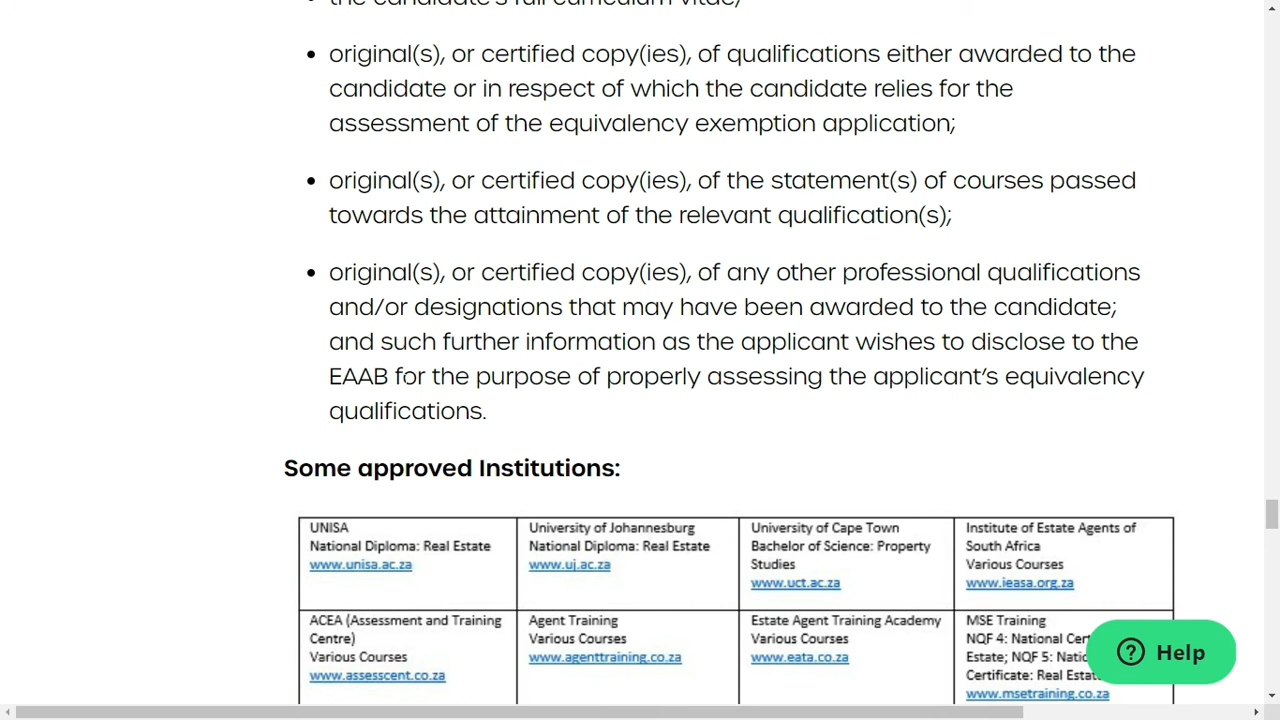 the candidate's full curriculum vitae;
original(s), or certified copy(ies), of qualifications either awarded to the
candidate or in respect of which the candidate relies for the
assessment of the equivalency exemption application;
original(s), or certified copy(ies), of the statement(s) of courses passed
towards the attainment of the relevant qualification(s);
original(s), or certified copy(ies), of any other professional qualifications
and/or designations that may have been awarded to the candidate;
and such further information as the applicant wishes to disclose to the
EAAB for the purpose of properly assessing the applicant's equivalency
qualifications.
Some approved Institutions:
UNISA
National Diploma: Real Estate
www.unisa.ac.za
University of Johannesburg
National Diploma: Real Estate
www.uj.ac.za
University of Cape Town
Bachelor of Science: Property
Studies
www.uct.ac.za
Institute of Estate Agents of
South Africa
Various Courses
www.ieasa.org.za
ACEA (Assessment and Training
Centre)
Various Courses
www.assesscent.co.za
Agent Training
Various Courses
www.agenttraining.co.za
Estate Agent Training Academy
Various Courses
www.eata.co.za
MSE Training
NQF 4: National
Estate; NQF 5:
Certificate: Real
www.msetraining.co.za
Help